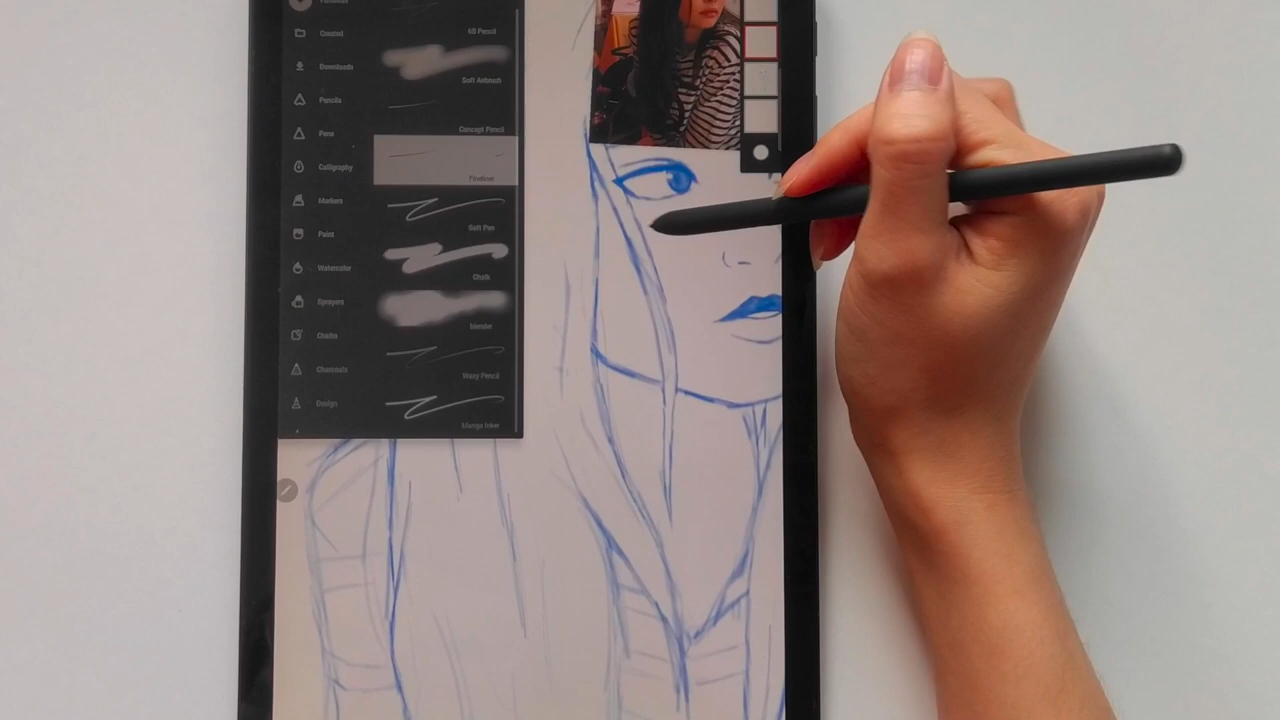 Created
6B Pencil
Downloads
Soft Airbrush
Pencils
Concept Pencil
Pens
Calligraphy
Fineliner
Markers
Soft Pen
Paint
Watercolor
Chalk
Sprayers
blender
Chalks
Charcoals
Waxy Pencil
Design
Manga Inker